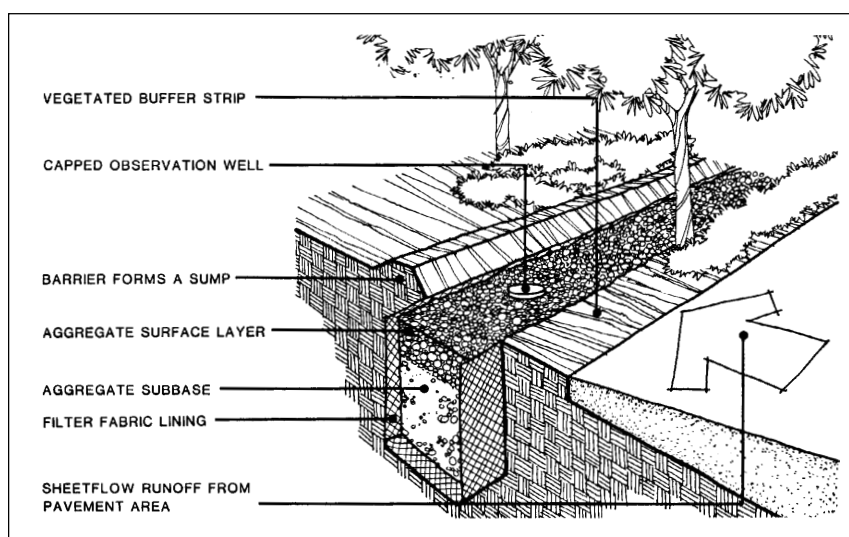 VEGETATED BUFFER STRIP
CAPPED OBSERVATION WELL
BARRIER FORMS A SUMP
AGGREGATE SURFACE LAYER
AGGREGATE SUBBASE
FILTER FABRIC LINING
SHEETFLOW RUNOFF FROM
PAVEMENT AREA